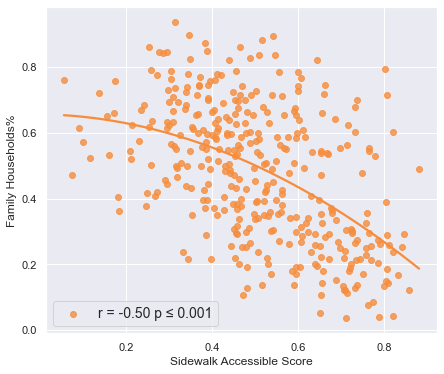 Family Households%
0.8
0.6
0.4
0.2
0.0
r = -0.50 p ≤ 0.001
0.2 0.4 0.6 0.8
Sidewalk Accessible Score